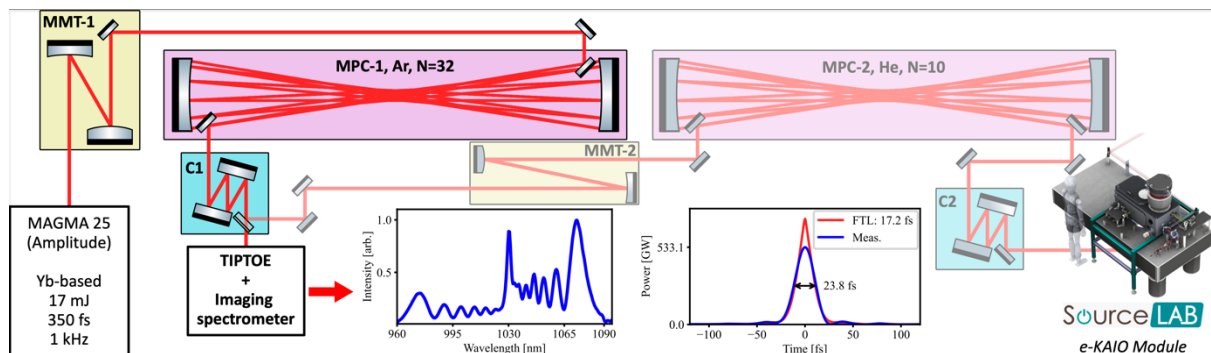 MMT-1
MPC-1, Ar, N=32
MPC-2, He, N=10
MMT-2
C1
C2
MAGMA 25
(Amplitude)
Yb-based
17 mJ
350 fs
1 kHz
TIPTOE
+
Imaging
spectrometer
Intensity
[arb.]
1.0
0.5
960
995
1030
1065
1090
Wavelength [nm]
Power
[GW]
533.1
0.0
FTL: 17.2 fs
Meas.
23.8 fs
−100
−50
0
50
100
Time [fs]
SourceLAB
e-KAIO Module